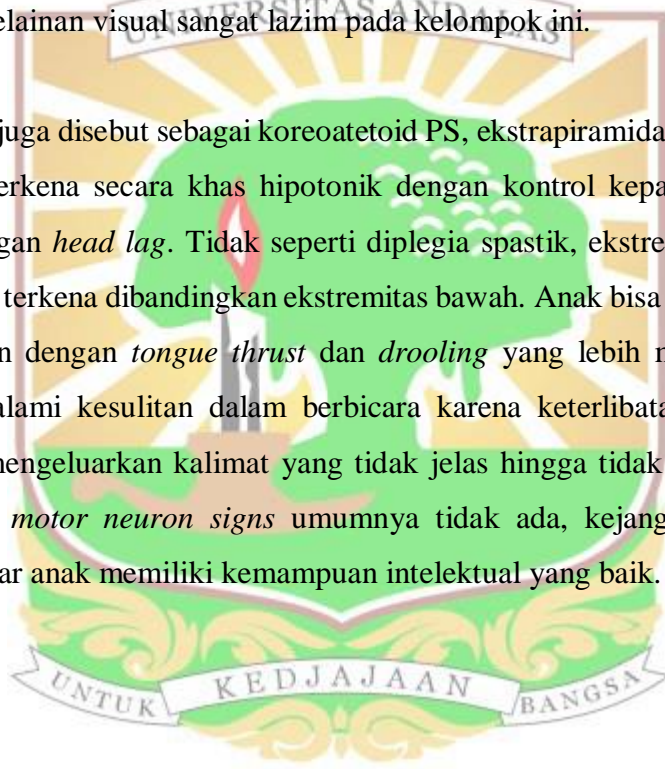 elainan visual sangat lazim pada kelompok ini.
UNIVERSITAS ANDALAS
juga disebut sebagai koreoatetoid PS, ekstrapiramida
erkena secara khas hipotonik dengan kontrol kepa
gan head lag. Tidak seperti diplegia spastik, ekstre
terkena dibandingkan ekstremitas bawah. Anak bisa
n dengan tongue thrust dan drooling yang lebih n
alami kesulitan dalam berbicara karena keterlibata
mengeluarkan kalimat yang tidak jelas hingga tidak
motor neuron signs umumnya tidak ada, kejang
ar anak memiliki kemampuan intelektual yang baik.
UNTUK KEDJAJAAN BANGSA